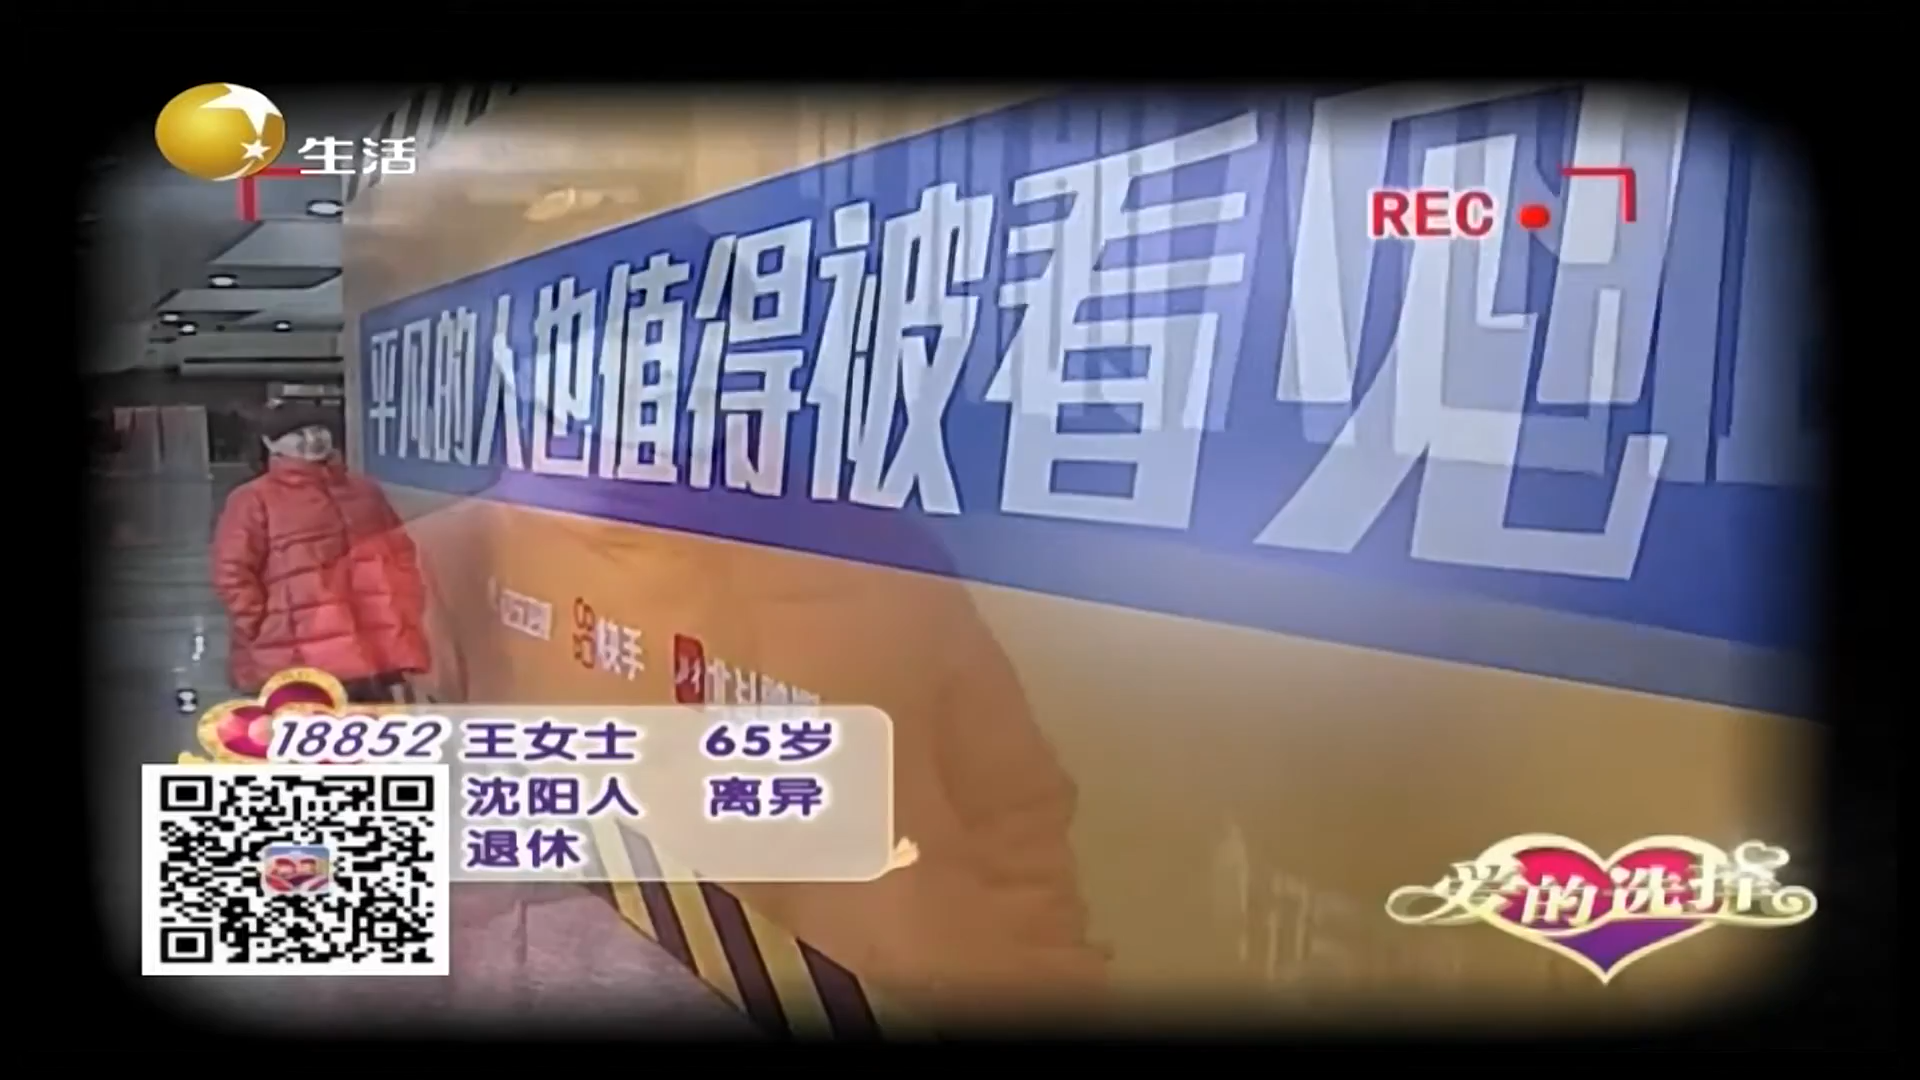 生活
REC
平凡的人也值得被看见
快手
18852 王女士 65岁
沈阳人 离异
退休
爱的选择